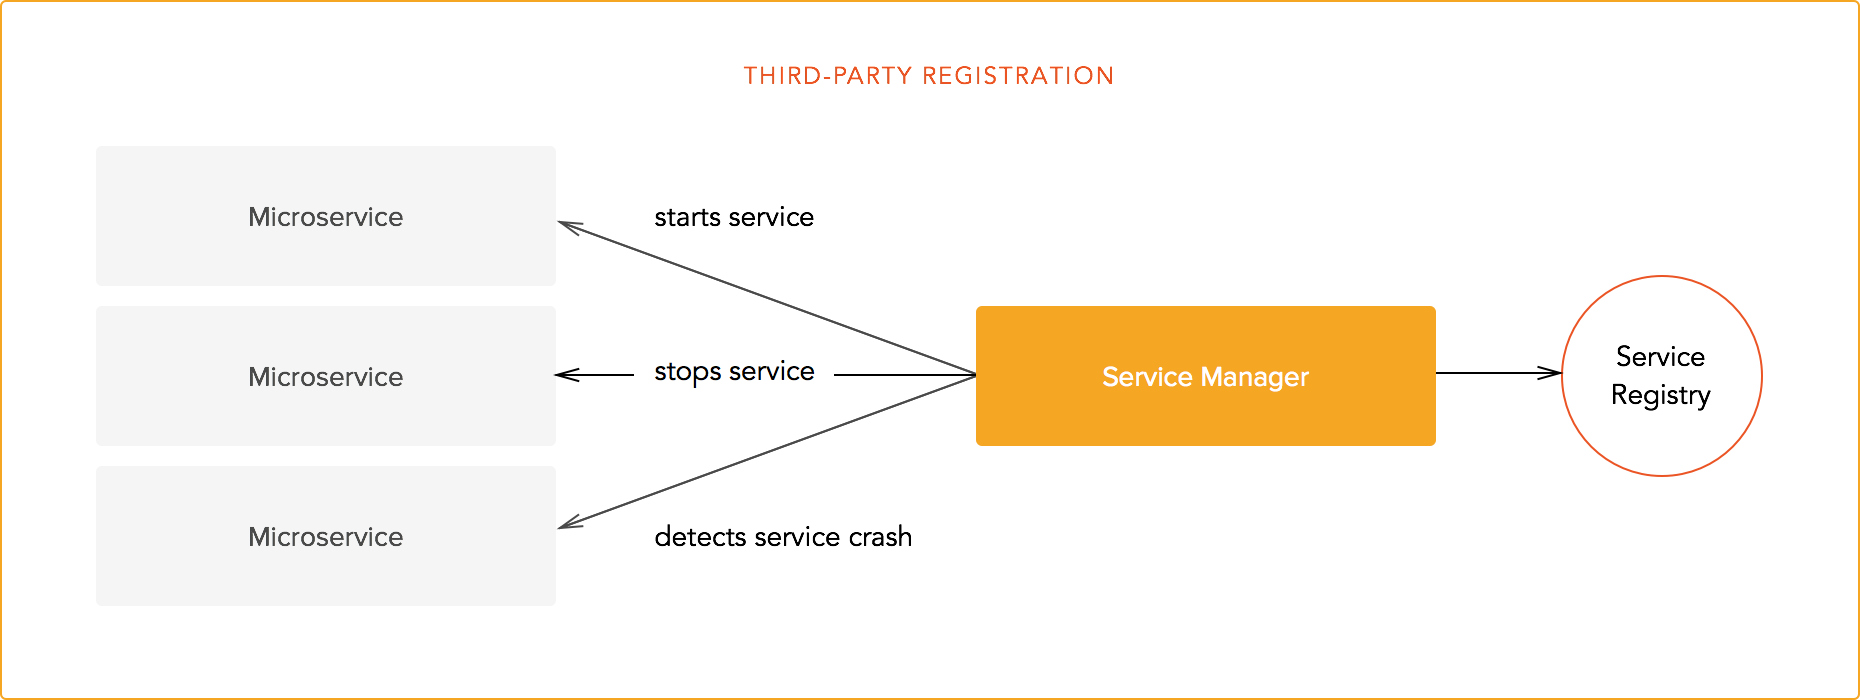 THIRD-PARTY REGISTRATION
Microservice
starts service
Microservice
stops service
Service Manager
Service
Registry
Microservice
detects service crash